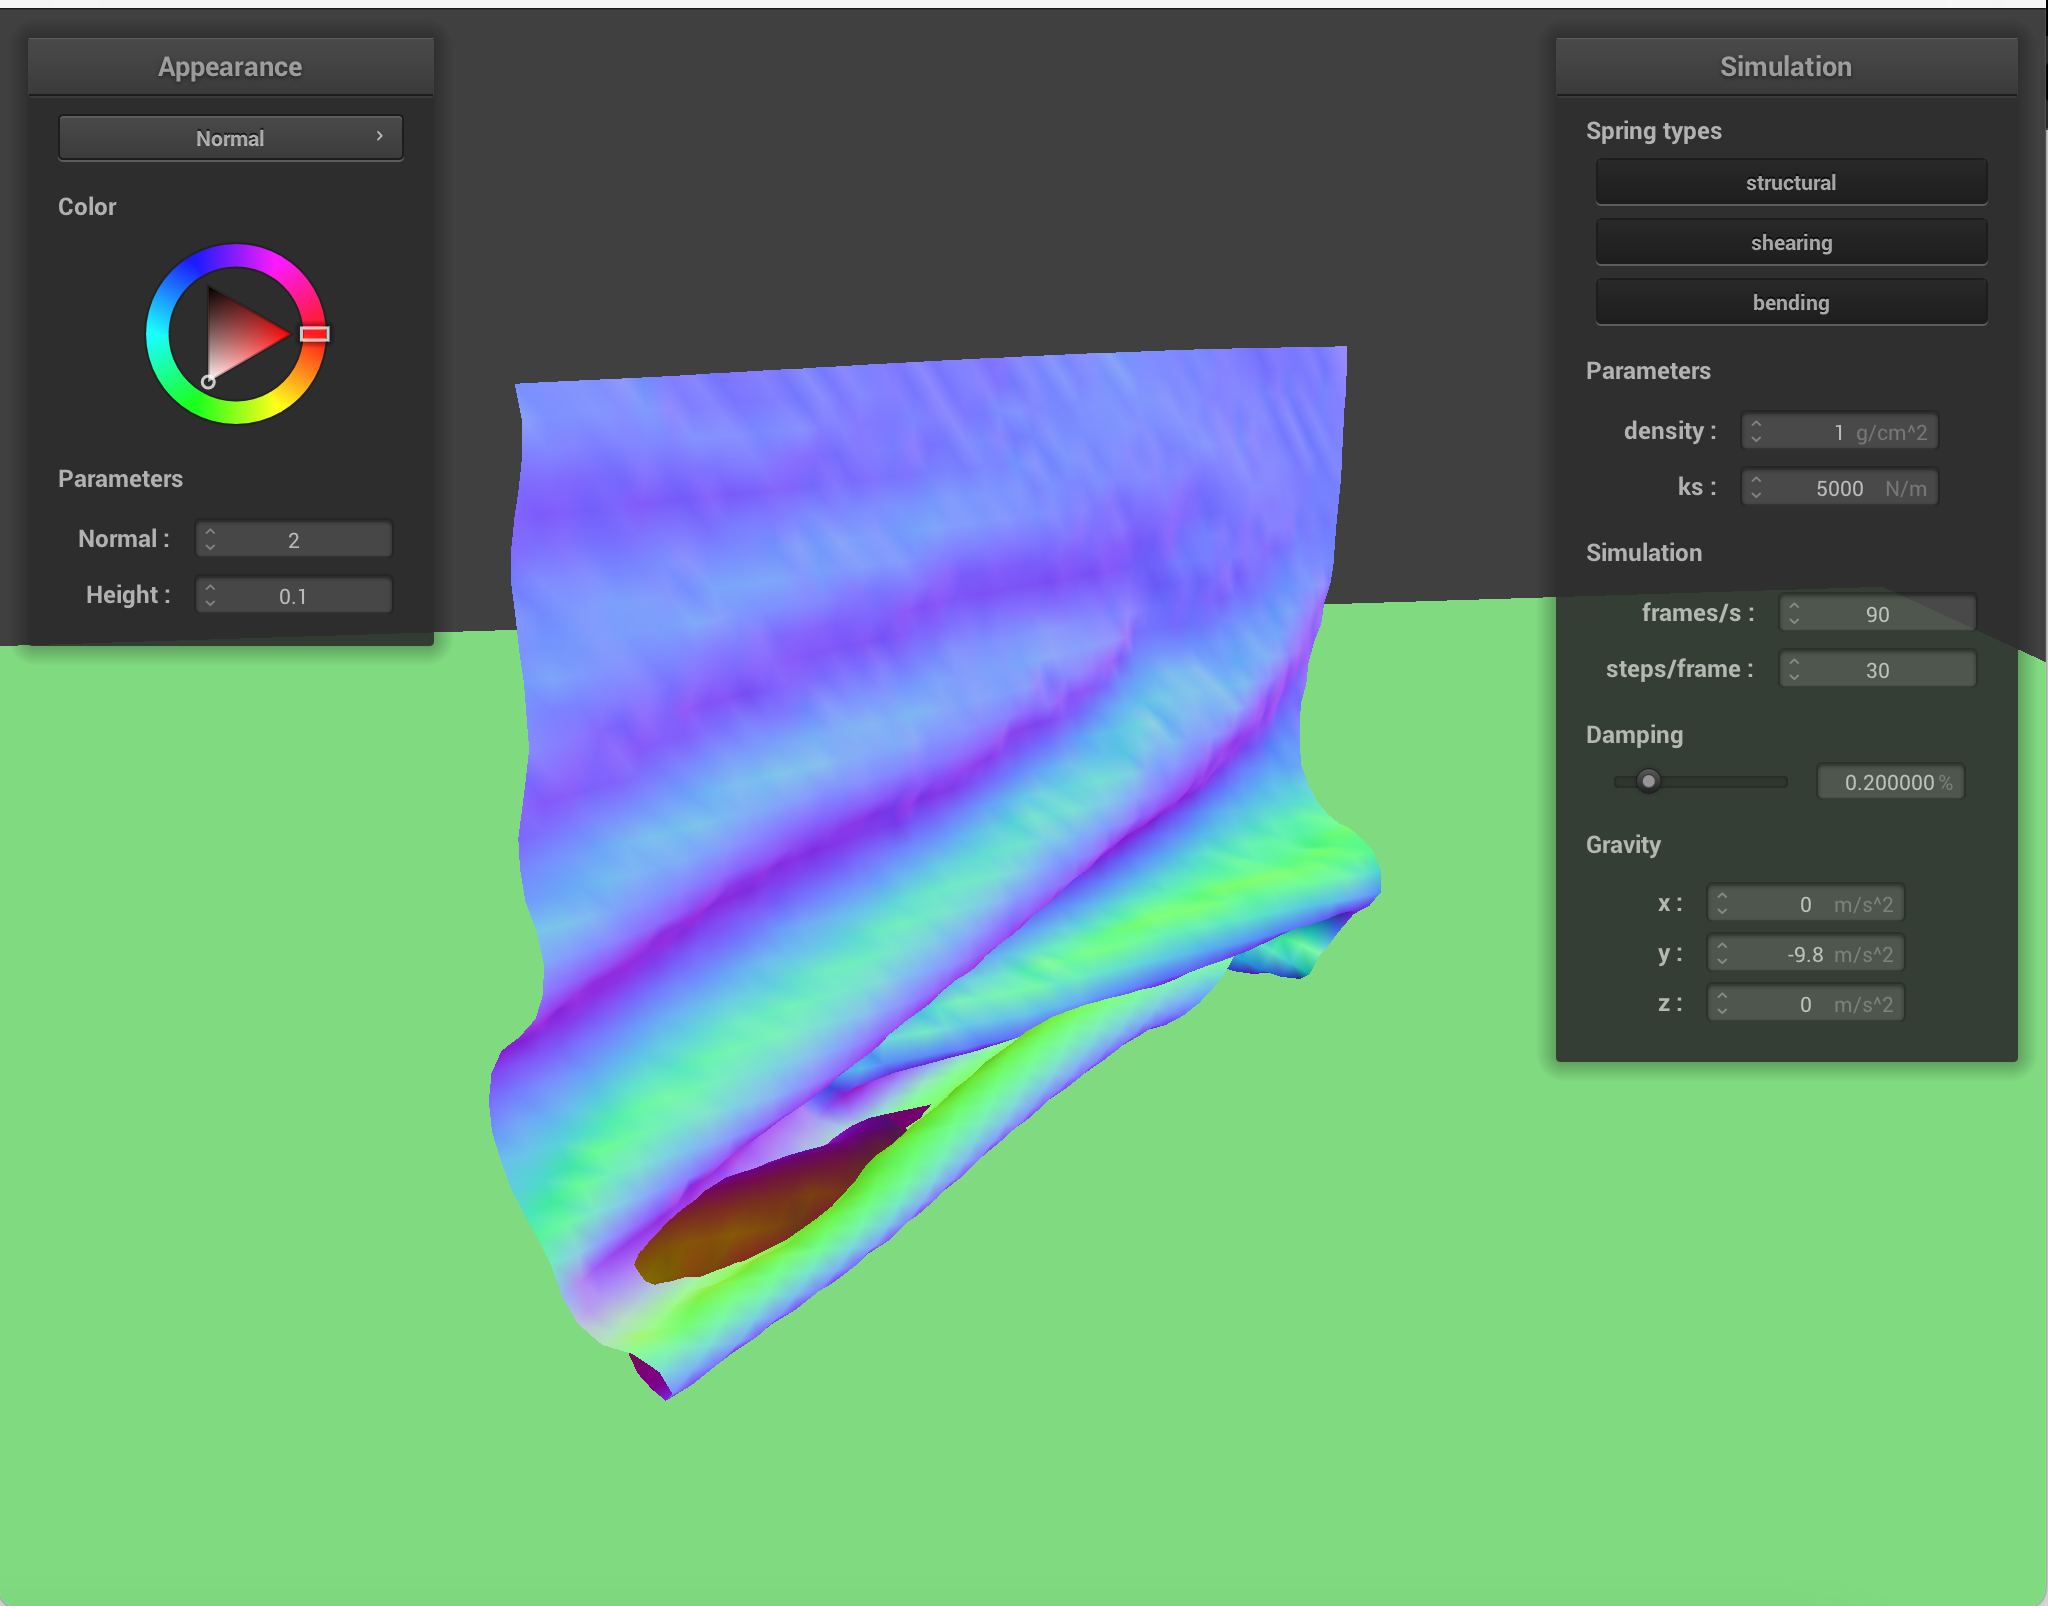 Appearance
Normal
Color
Parameters
Normal : 2
Height : 0.1
Simulation
Spring types
structural
shearing
bending
Parameters
density : 1 g/cm^2
ks : 5000 N/m
Simulation
frames/s : 90
steps/frame : 30
Damping
0.200000 %
Gravity
x : 0 m/s^2
y : -9.8 m/s^2
z : 0 m/s^2